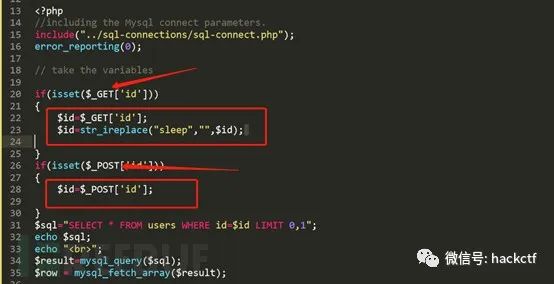 13 <?php
14 //including the Mysql connect parameters.
15 include("../sql-connections/sql-connect.php");
16 error_reporting(0);
17
18 // take the variables
19
20 if(isset($_GET['id']))
21 {
22 $id=$_GET['id'];
23 $id=str_ireplace("sleep","",$id);
24
25 }
26 if(isset($_POST['id']))
27 {
28 $id=$_POST['id'];
29
30 }
31 $sql="SELECT * FROM users WHERE id=$id LIMIT 0,1";
32 echo $sql;
33 echo "<br>";
34 $result=mysql_query($sql);
35 $row = mysql_fetch_array($result);
微信号: hackctf